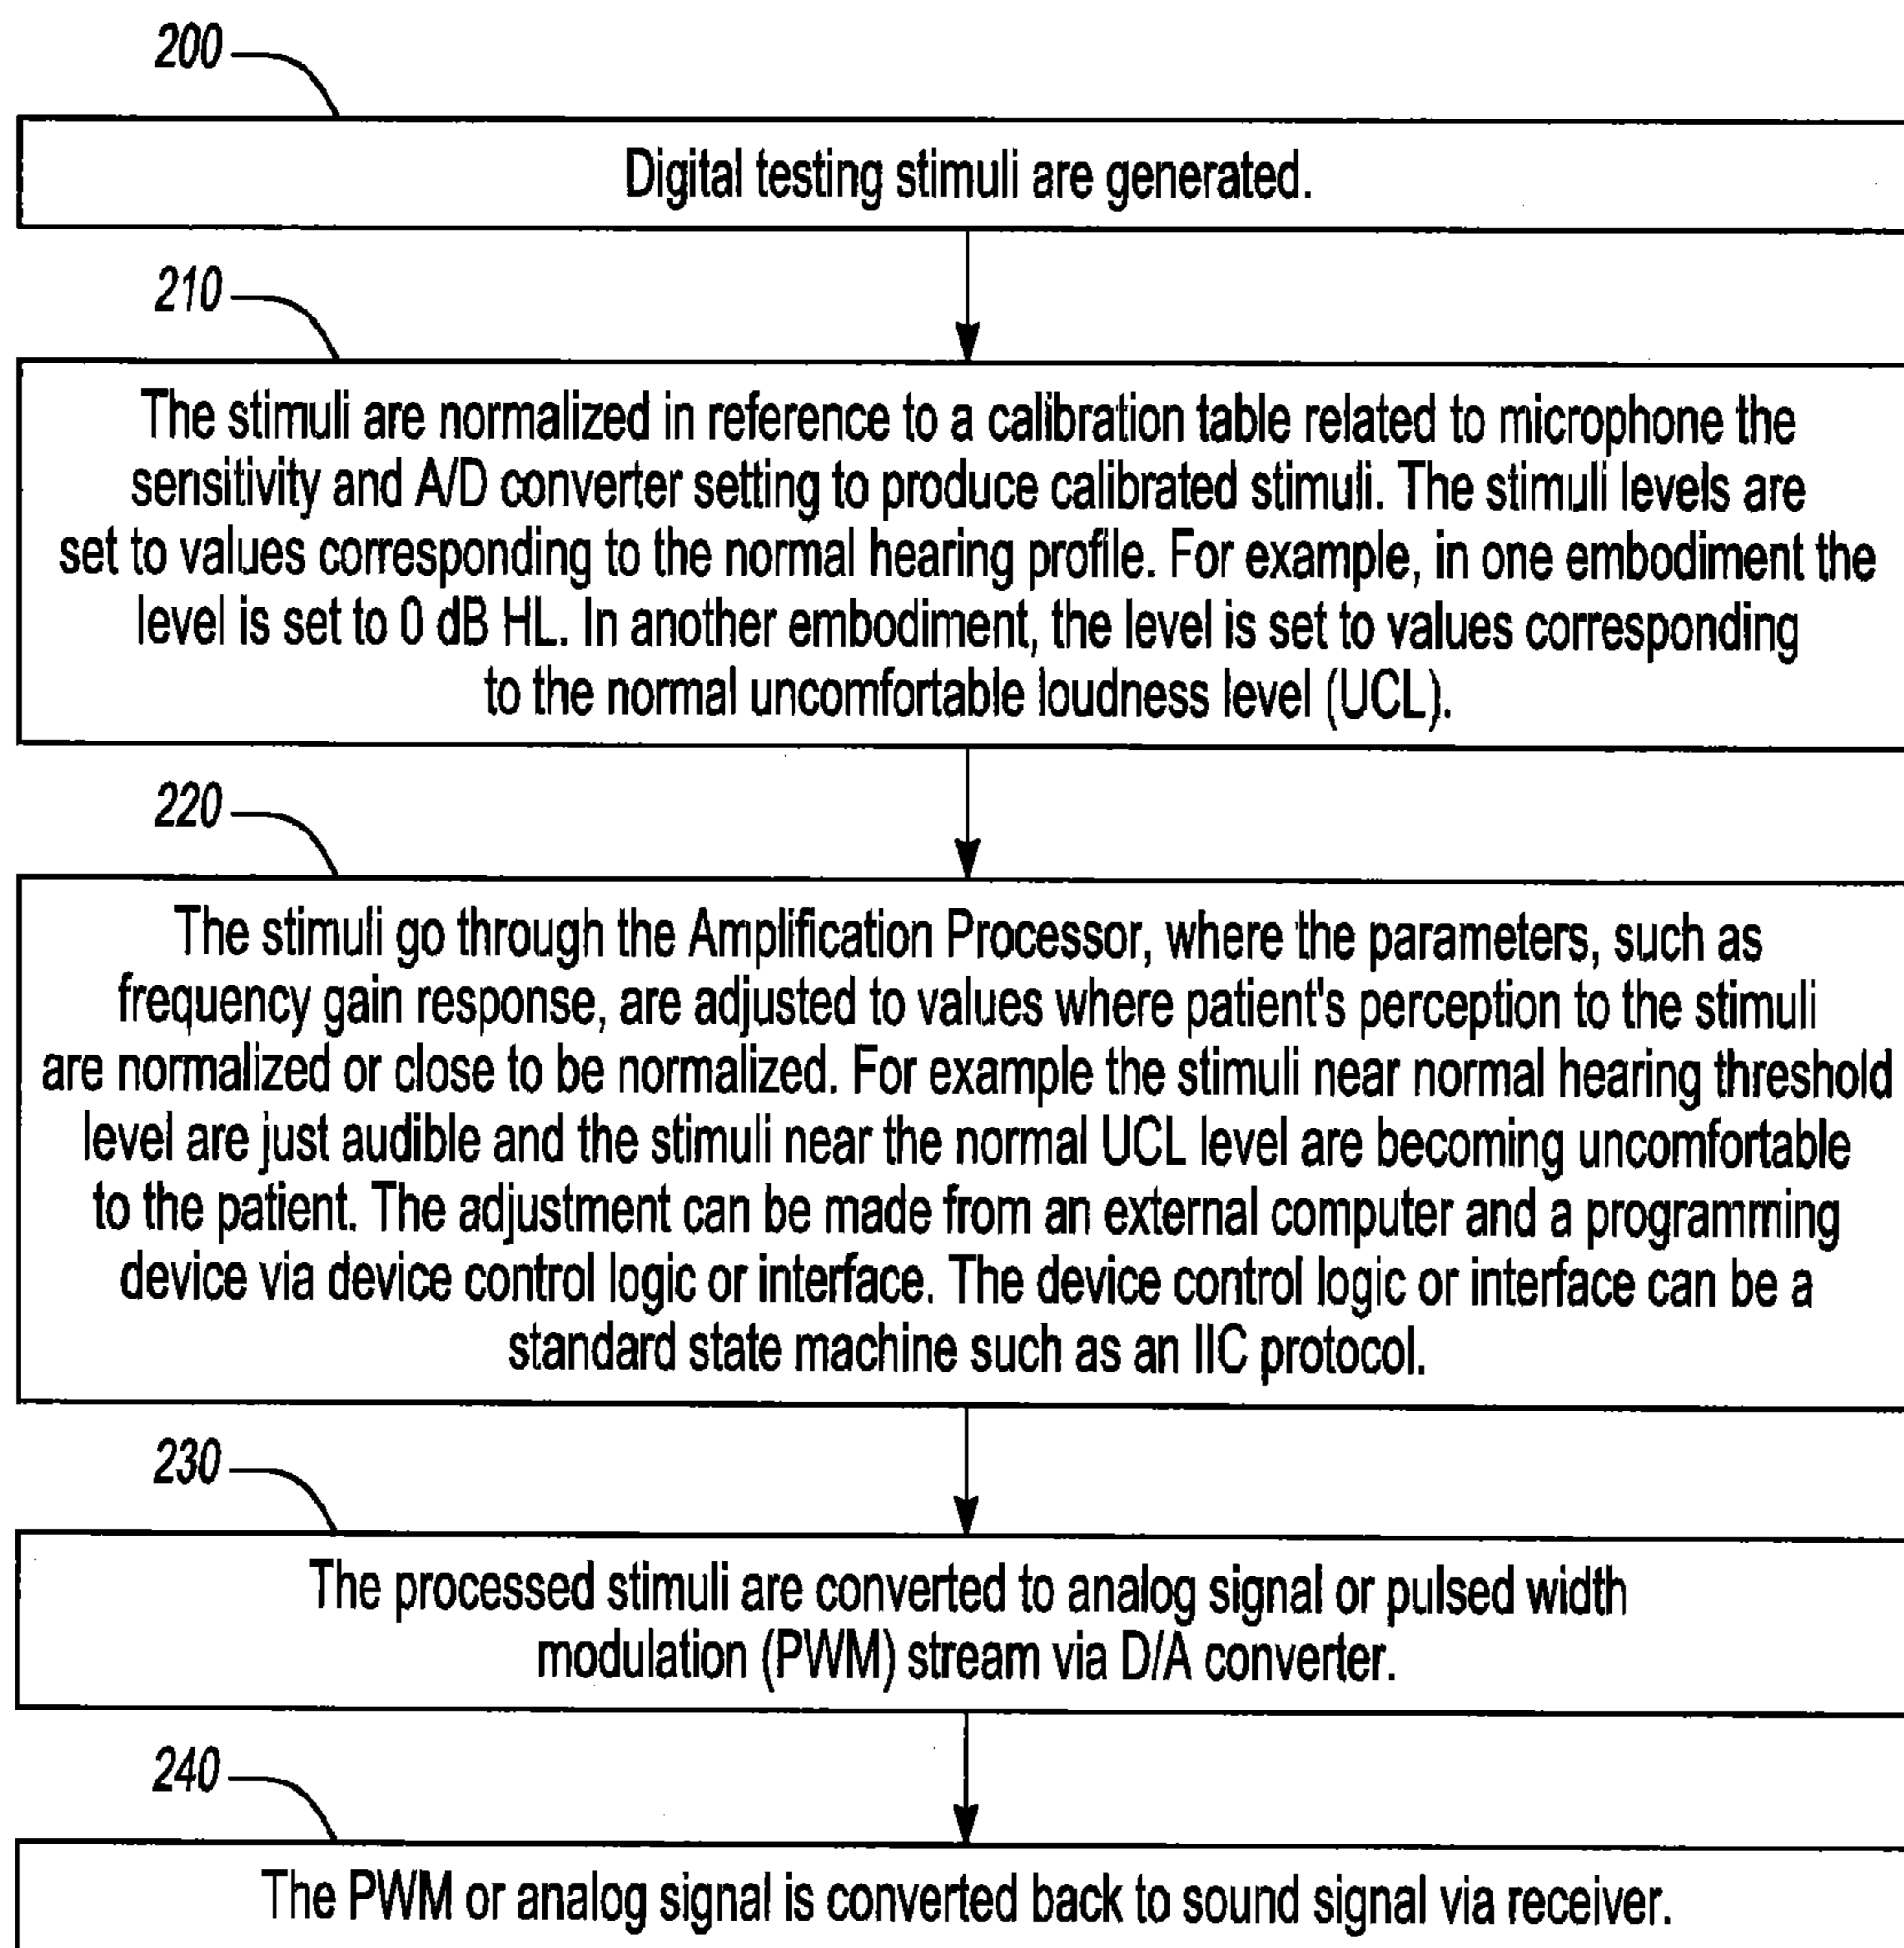 200
Digital testing stimuli are generated.
210
The stimuli are normalized in reference to a calibration table related to microphone the
sensitivity and A/D converter setting to produce calibrated stimuli. The stimuli levels are
set to values corresponding to the normal hearing profile. For example, in one embodiment the
level is set to 0 dB HL. In another embodiment, the level is set to values corresponding
to the normal uncomfortable loudness level (UCL).
220
The stimuli go through the Amplification Processor, where the parameters, such as
frequency gain response, are adjusted to values where patient's perception to the stimuli
are normalized or close to be normalized. For example the stimuli near normal hearing threshold
level are just audible and the stimuli near the normal UCL level are becoming uncomfortable
to the patient. The adjustment can be made from an external computer and a programming
device via device control logic or interface. The device control logic or interface can be a
standard state machine such as an IIC protocol.
230
The processed stimuli are converted to analog signal or pulsed width
modulation (PWM) stream via D/A converter.
240
The PWM or analog signal is converted back to sound signal via receiver.